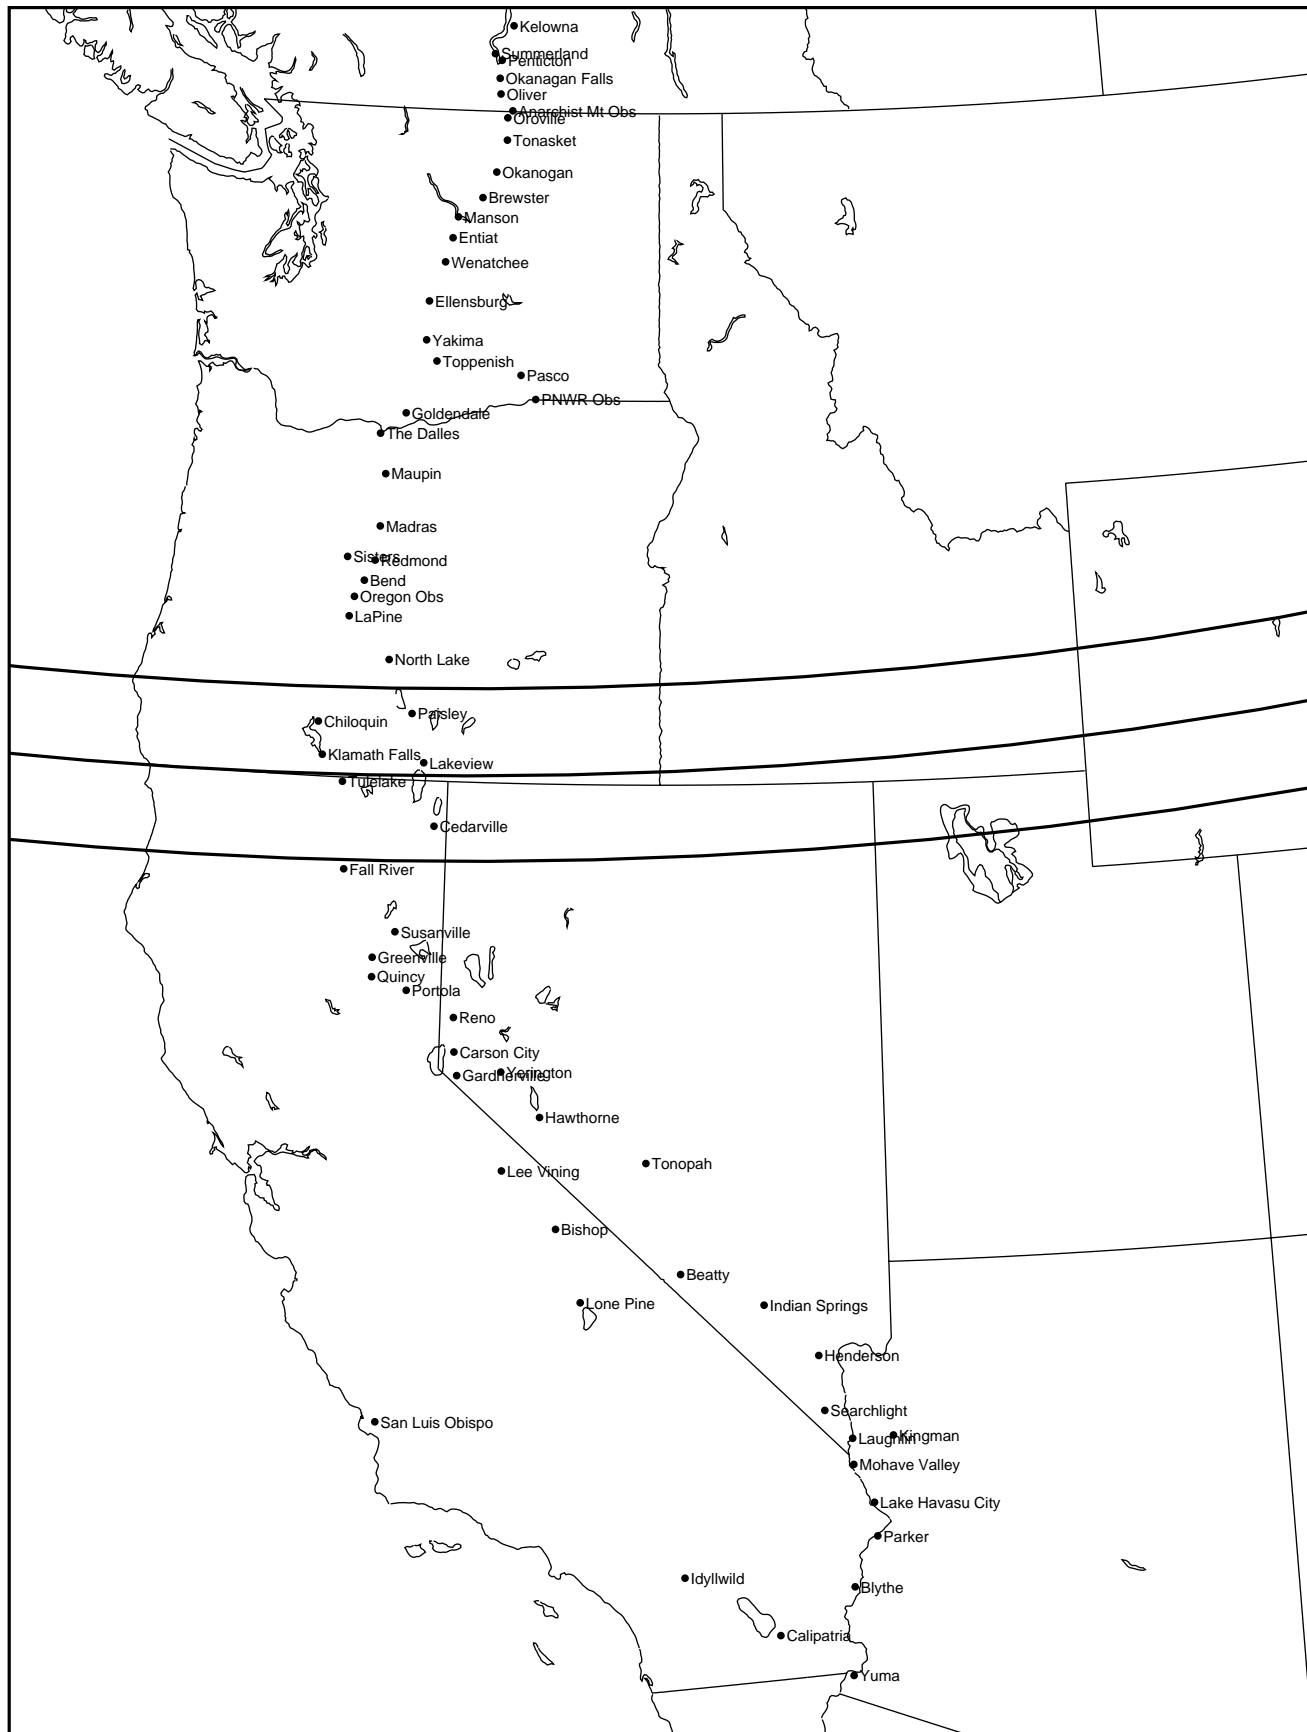 Kelowna
Summerland
Penticton
Okanagan Falls
Oliver
Anarchist Mt Obs
Oroville
Tonasket
Okanogan
Brewster
Manson
Entiat
Wenatchee
Ellensburg
Yakima
Toppenish
Pasco
PNWR Obs
Goldendale
The Dalles
Maupin
Madras
Sisters
Redmond
Bend
Oregon Obs
LaPine
North Lake
Paisley
Chiloquin
Klamath Falls
Lakeview
Tulelake
Cedarville
Fall River
Susanville
Greenville
Quincy
Portola
Reno
Carson City
Yerington
Gardnerville
Hawthorne
Tonopah
Lee Vining
Bishop
Beatty
Lone Pine
Indian Springs
Henderson
Searchlight
San Luis Obispo
Kingman
Laughlin
Mohave Valley
Lake Havasu City
Parker
Idyllwild
Blythe
Calipatria
Yuma